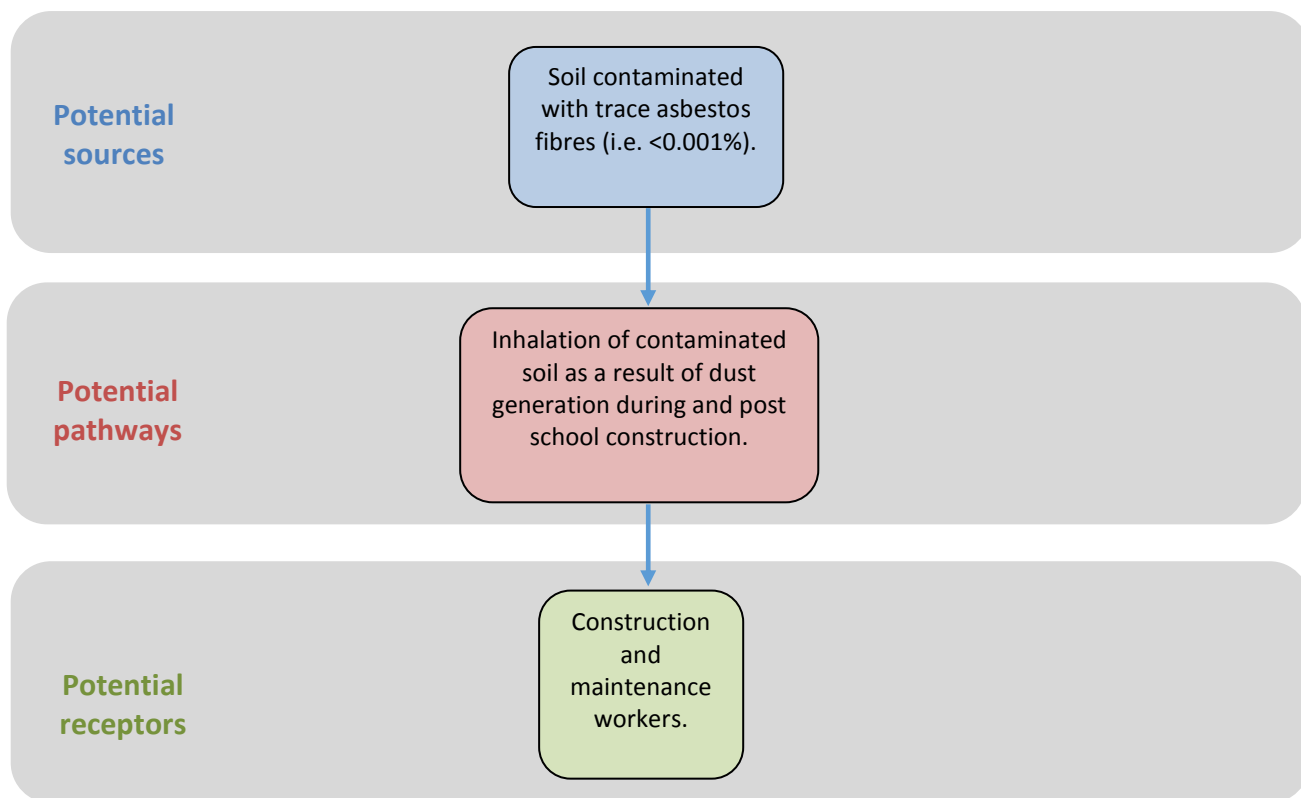 Potential
sources
Soil contaminated
with trace asbestos
fibres (i.e. <0.001%).
Potential
pathways
Inhalation of contaminated
soil as a result of dust
generation during and post
school construction.
Potential
receptors
Construction
and
maintenance
workers.